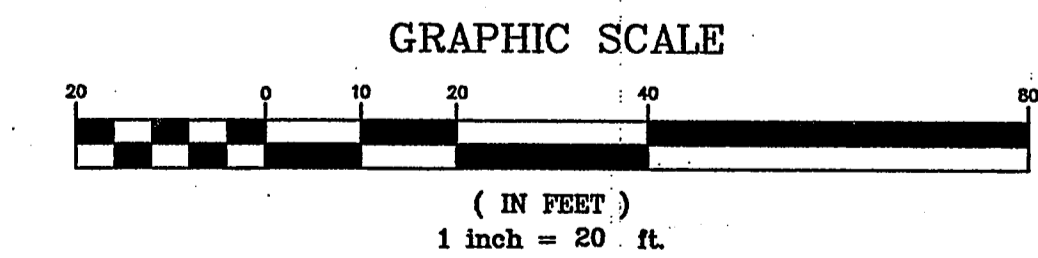 GRAPHIC SCALE
20 0 10 20 40 80
( IN FEET )
1 inch = 20 ft.